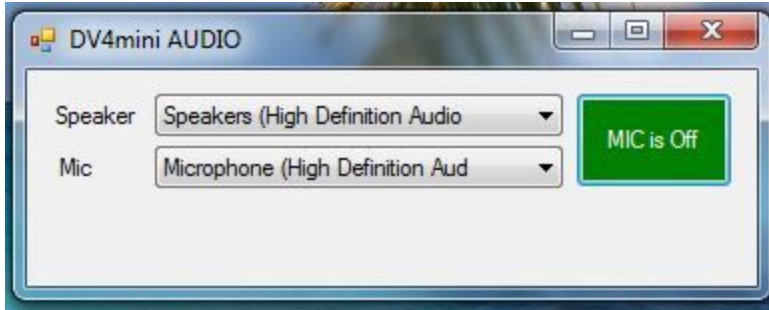 DV4mini AUDIO
Speaker Speakers (High Definition Audio
MIC is Off
Mic Microphone (High Definition Aud